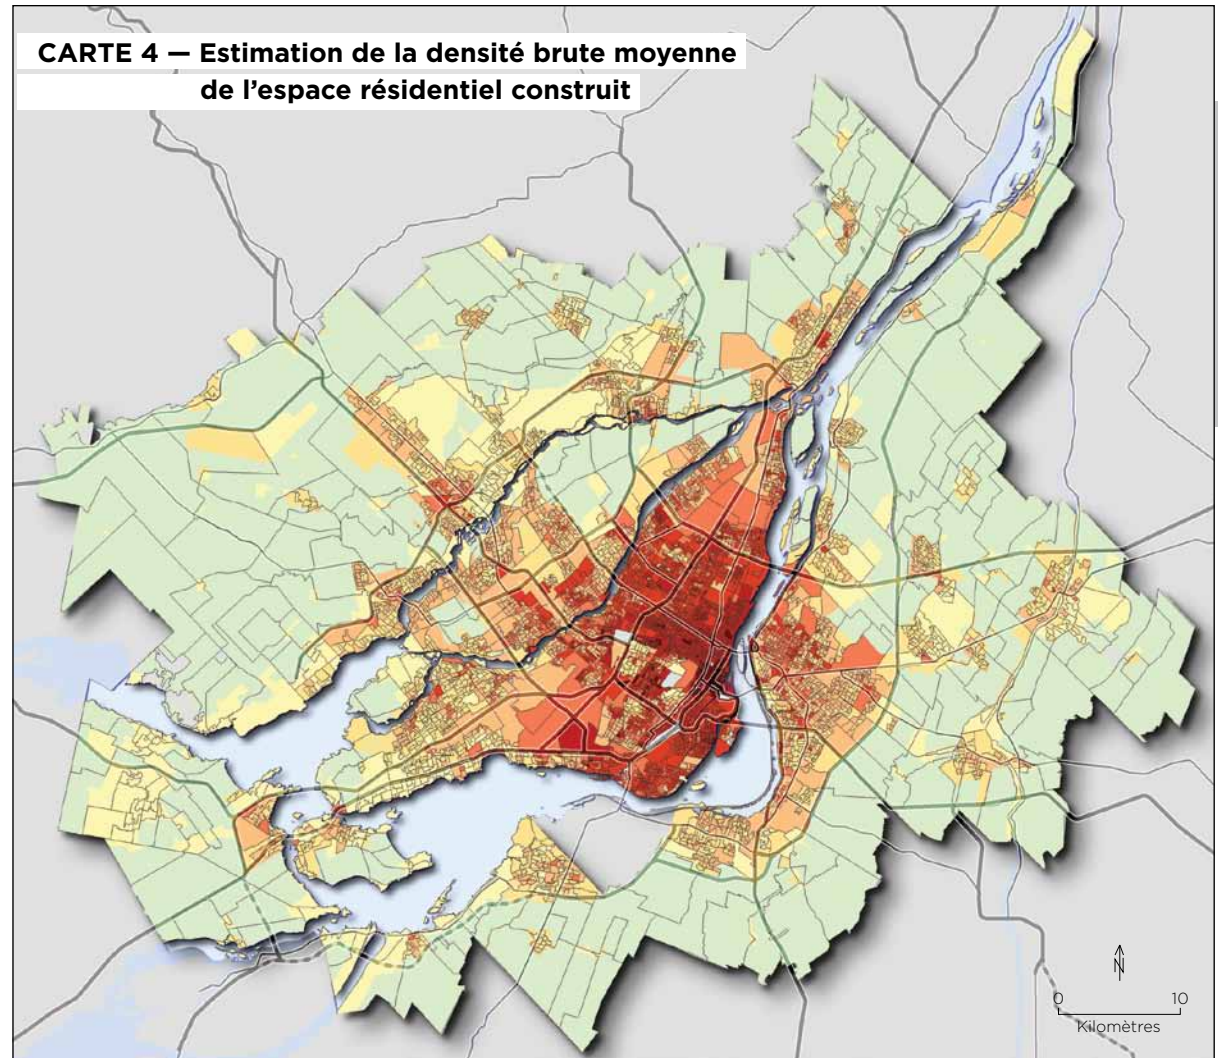 CARTE 4 — Estimation de la densité brute moyenne
de l’espace résidentiel construit
N
0 10
Kilomètres